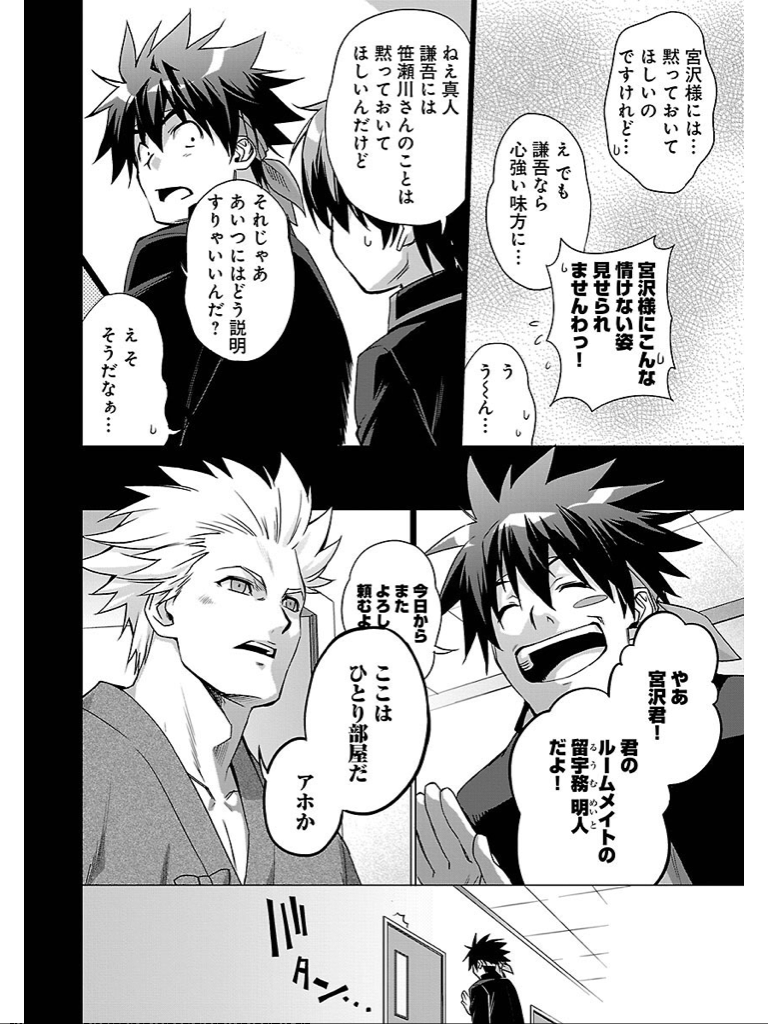 宮沢様には…
黙っておいて
ほしいの
ですけれど…
え でも
謙吾なら
心強い味方に…
宮沢様にこんな
情けない姿
見せられ
ませんわっ!
う
う〜ん…
ねえ真人
謙吾には
笹瀬川さんのことは
黙っておいて
ほしいんだけど
それじゃあ
あいつにはどう説明
すりゃいいんだ?
え そ
そうだなぁ…
やあ
宮沢君!
君の
ルームメイトの
留宇務 明人
るうむ めいと
だよ!
今日から
また
よろし
頼むよ
ここは
ひとり部屋だ
アホか
バタン…